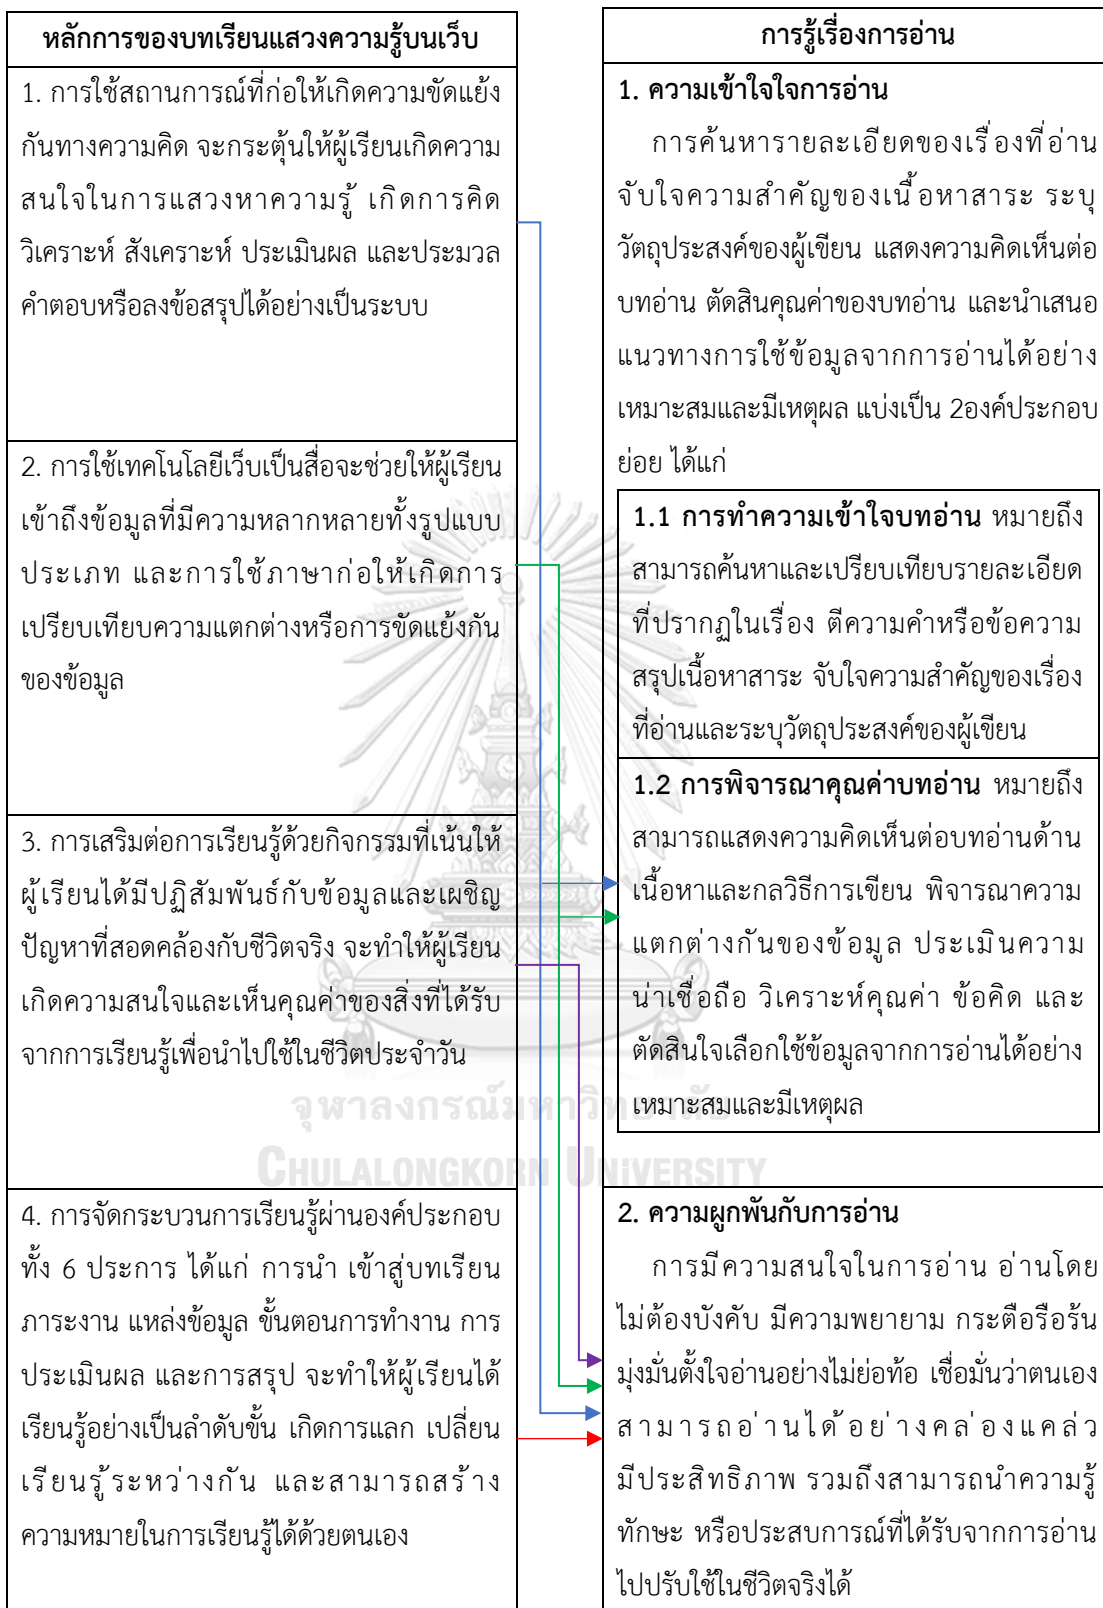 หลักการของบทเรียนแสวงความรู้บนเว็บ
1. การใช้สถานการณ์ที่ก่อให้เกิดความขัดแย้ง
กันทางความคิด จะกระตุ้นให้ผู้เรียนเกิดความ
สนใจในการแสวงหาความรู้ เกิดการคิด
วิเคราะห์ สังเคราะห์ ประเมินผล และประมวล
คำตอบหรือลงข้อสรุปได้อย่างเป็นระบบ
2. การใช้เทคโนโลยีเว็บเป็นสื่อจะช่วยให้ผู้เรียน
เข้าถึงข้อมูลที่มีความหลากหลายทั้งรูปแบบ
ประเภท และการใช้ภาษาก่อให้เกิดการ
เปรียบเทียบความแตกต่างหรือการขัดแย้งกัน
ของข้อมูล
3. การเสริมต่อการเรียนรู้ด้วยกิจกรรมที่เน้นให้
ผู้เรียนได้มีปฏิสัมพันธ์กับข้อมูลและเผชิญ
ปัญหาที่สอดคล้องกับชีวิตจริง จะทำให้ผู้เรียน
เกิดความสนใจและเห็นคุณค่าของสิ่งที่ได้รับ
จากการเรียนรู้เพื่อนำไปใช้ในชีวิตประจำวัน
4. การจัดกระบวนการเรียนรู้ผ่านองค์ประกอบ
ทั้ง 6 ประการ ได้แก่ การนำ เข้าสู่บทเรียน
ภาระงาน แหล่งข้อมูล ขั้นตอนการทำงาน การ
ประเมินผล และการสรุป จะทำให้ผู้เรียนได้
เรียนรู้อย่างเป็นลำดับขั้น เกิดการแลก เปลี่ยน
เรียนรู้ระหว่างกัน และสามารถสร้าง
ความหมายในการเรียนรู้ได้ด้วยตนเอง
การรู้เรื่องการอ่าน
1. ความเข้าใจใจการอ่าน
การค้นหารายละเอียดของเรื่องที่อ่าน
จับใจความสำคัญของเนื้อหาสาระ ระบุ
วัตถุประสงค์ของผู้เขียน แสดงความคิดเห็นต่อ
บทอ่าน ตัดสินคุณค่าของบทอ่าน และนำเสนอ
แนวทางการใช้ข้อมูลจากการอ่านได้อย่าง
เหมาะสมและมีเหตุผล แบ่งเป็น 2องค์ประกอบ
ย่อย ได้แก่
1.1 การทำความเข้าใจบทอ่าน หมายถึง
สามารถค้นหาและเปรียบเทียบรายละเอียด
ที่ปรากฏในเรื่อง ตีความคำหรือข้อความ
สรุปเนื้อหาสาระ จับใจความสำคัญของเรื่อง
ที่อ่านและระบุวัตถุประสงค์ของผู้เขียน
1.2 การพิจารณาคุณค่าบทอ่าน หมายถึง
สามารถแสดงความคิดเห็นต่อบทอ่านด้าน
เนื้อหาและกลวิธีการเขียน พิจารณาความ
แตกต่างกันของข้อมูล ประเมินความ
น่าเชื่อถือ วิเคราะห์คุณค่า ข้อคิด และ
ตัดสินใจเลือกใช้ข้อมูลจากการอ่านได้อย่าง
เหมาะสมและมีเหตุผล
2. ความผูกพันกับการอ่าน
การมีความสนใจในการอ่าน อ่านโดย
ไม่ต้องบังคับ มีความพยายาม กระตือรือร้น
มุ่งมั่นตั้งใจอ่านอย่างไม่ย่อท้อ เชื่อมั่นว่าตนเอง
สามารถอ่านได้อย่างคล่องแคล่ว
มีประสิทธิภาพ รวมถึงสามารถนำความรู้
ทักษะ หรือประสบการณ์ที่ได้รับจากการอ่าน
ไปปรับใช้ในชีวิตจริงได้
จุฬาลงกรณ์มหาวิทยาลัย
CHULALONGKORN UNIVERSITY